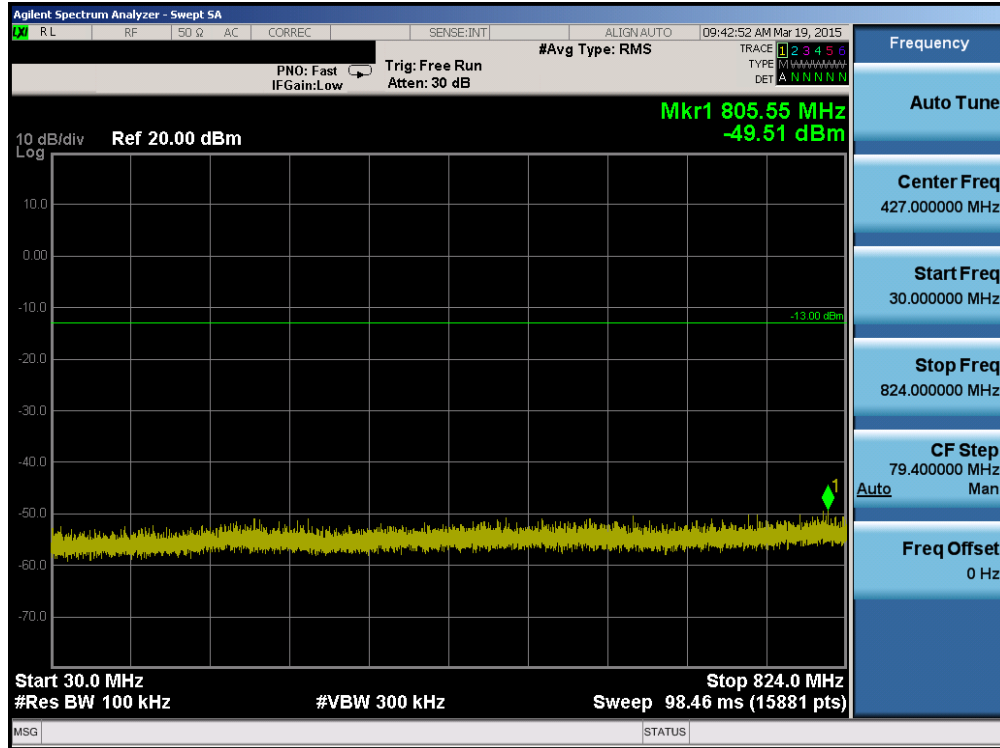 Agilent Spectrum Analyzer - Swept SA
LXI RL RF 50 Ω AC CORREC SENSE:INT ALIGN AUTO 09:42:52 AM Mar 19, 2015
#Avg Type: RMS
TRACE 1 2 3 4 5 6
TYPE M WWWWW
DET A N N N N N
PNO: Fast
IFGain:Low
Trig: Free Run
Atten: 30 dB
Mkr1 805.55 MHz
-49.51 dBm
10 dB/div
Log
Ref 20.00 dBm
10.0
0.00
-10.0
-20.0
-30.0
-40.0
-50.0
-60.0
-70.0
-13.00 dBm
1
Start 30.0 MHz
Stop 824.0 MHz
#Res BW 100 kHz
#VBW 300 kHz
Sweep 98.46 ms (15881 pts)
MSG
STATUS
Frequency
Auto Tune
Center Freq
427.000000 MHz
Start Freq
30.000000 MHz
Stop Freq
824.000000 MHz
CF Step
79.400000 MHz
Auto Man
Freq Offset
0 Hz